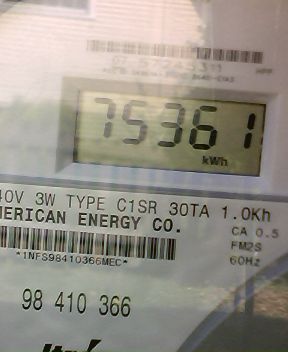 75361
kWh
40V 3W TYPE C1SR 30TA 1.0Kh
MERICAN ENERGY CO.
CA 0.5
FM2S
60Hz
*1NFS98410366MEC*
98 410 366